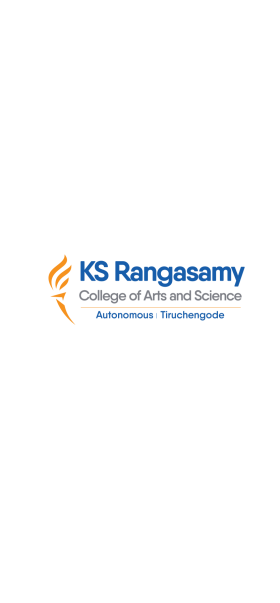 KS Rangasamy
College of Arts and Science
Autonomous | Tiruchengode